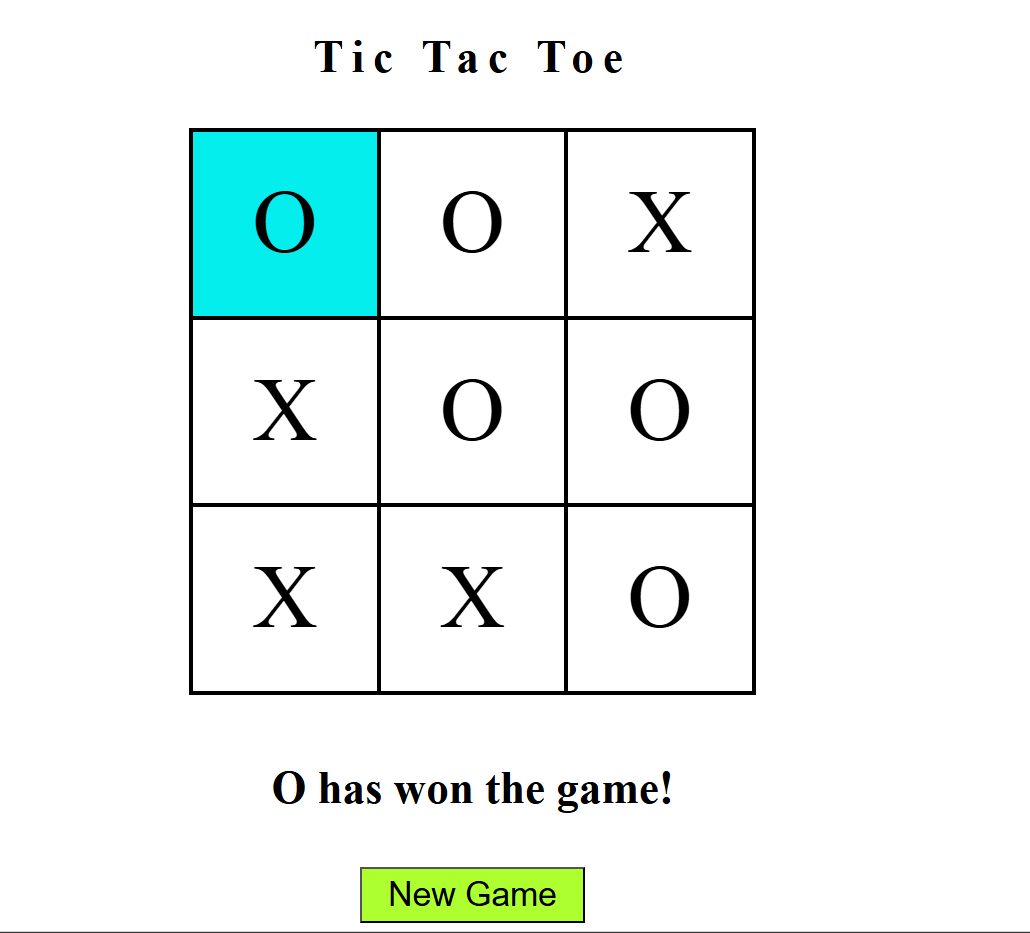 Tic Tac Toe
O O X
X O O
X X O
O has won the game!
New Game